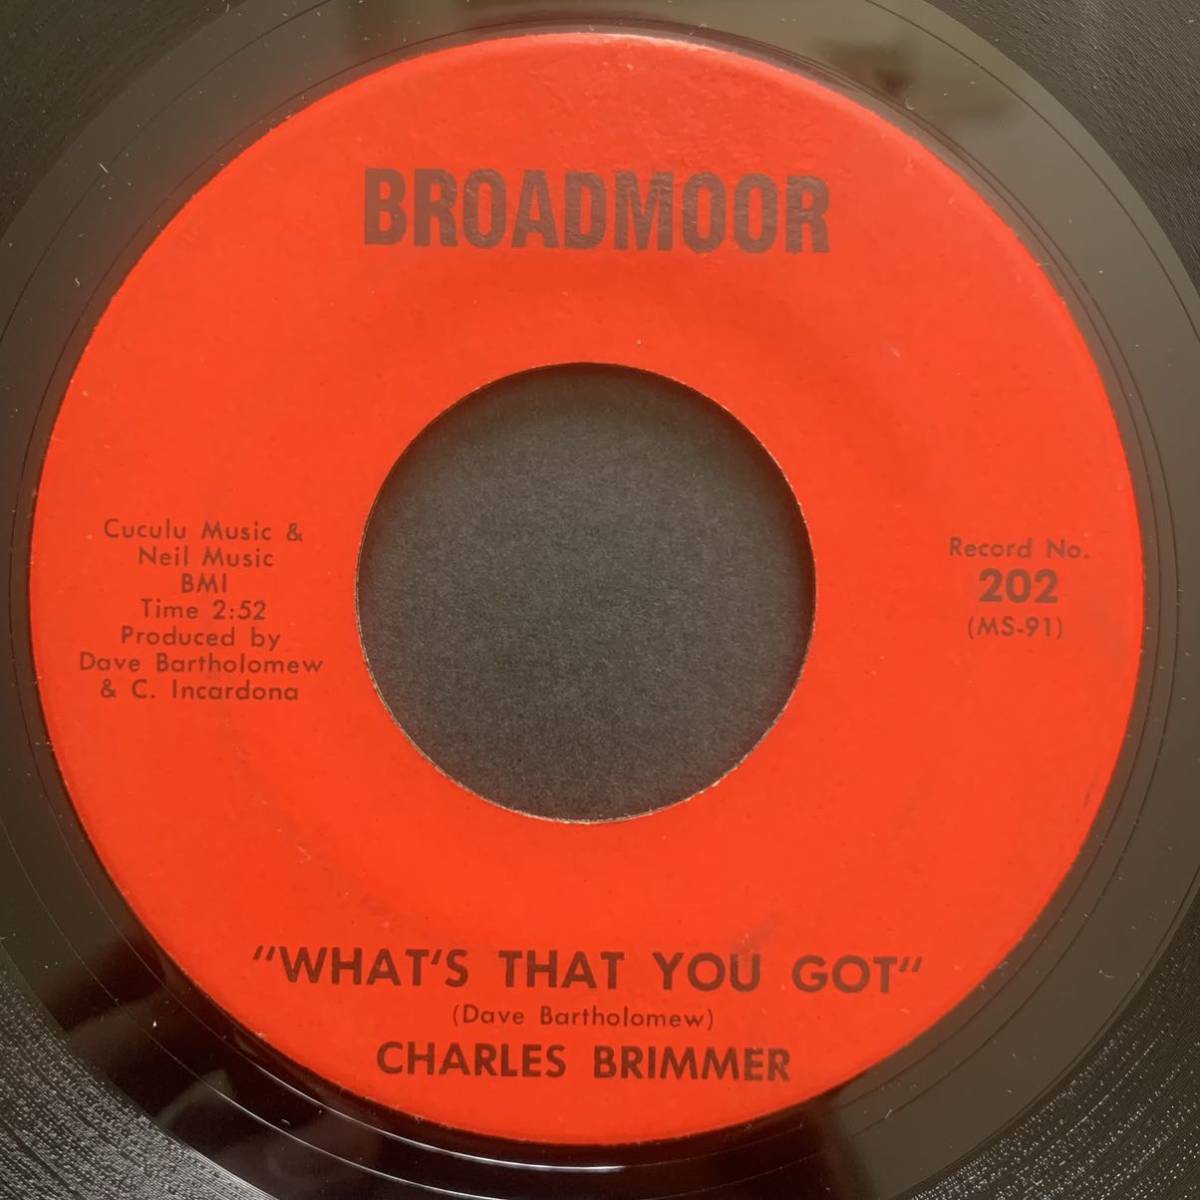 BROADMOOR
Cuculu Music &
Neil Music
BMI
Time 2:52
Produced by
Dave Bartholomew
& C. Incardona
Record No.
202
(MS-91)
"WHAT'S THAT YOU GOT"
(Dave Bartholomew)
CHARLES BRIMMER